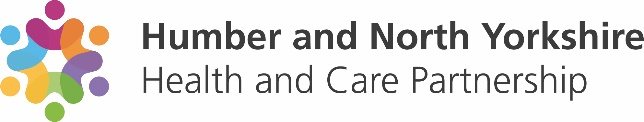 Humber and North Yorkshire
Health and Care Partnership